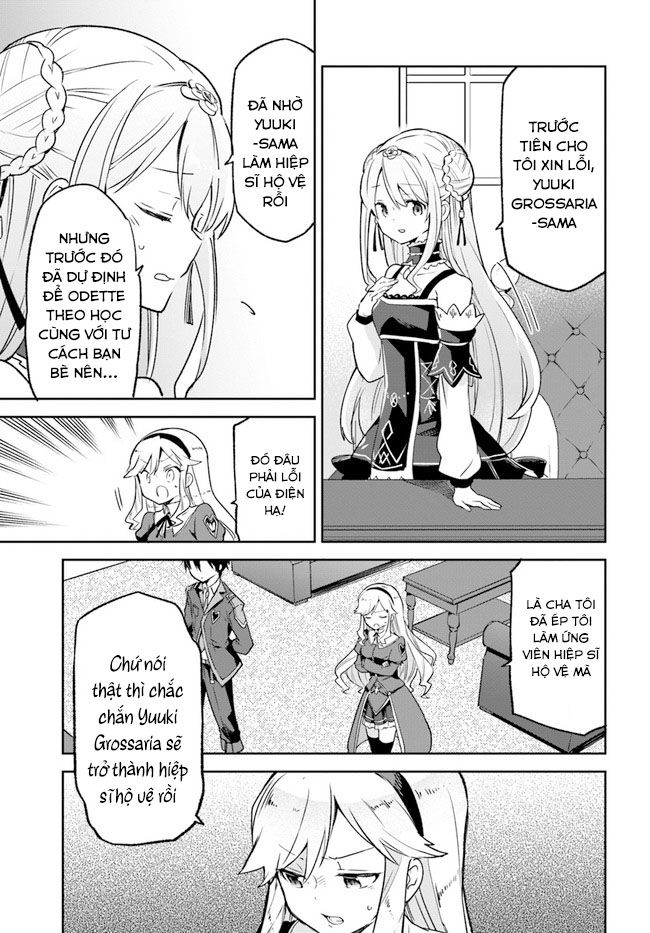 TRƯỚC
TIÊN CHO
TÔI XIN LỖI,
YUUKI
GROSSARIA
-SAMA
ĐÃ NHỜ
YUUKI
-SAMA
LÀM HIỆP
SĨ HỘ VỆ
RỒI
NHƯNG
TRƯỚC ĐÓ
ĐÃ DỰ ĐỊNH
ĐỂ ODETTE
THEO HỌC
CÙNG VỚI TƯ
CÁCH BẠN
BÈ NÊN...
ĐÓ ĐÂU
PHẢI LỖI
CỦA ĐIỆN
HẠ!
LÀ CHA TÔI
ĐÃ ÉP TÔI
LÀM ỨNG
VIÊN HIỆP SĨ
HỘ VỆ MÀ
Chứ nói
thật thì chắc
chắn Yuuki
Grossaria sẽ
trở thành hiệp
sĩ hộ vệ rồi